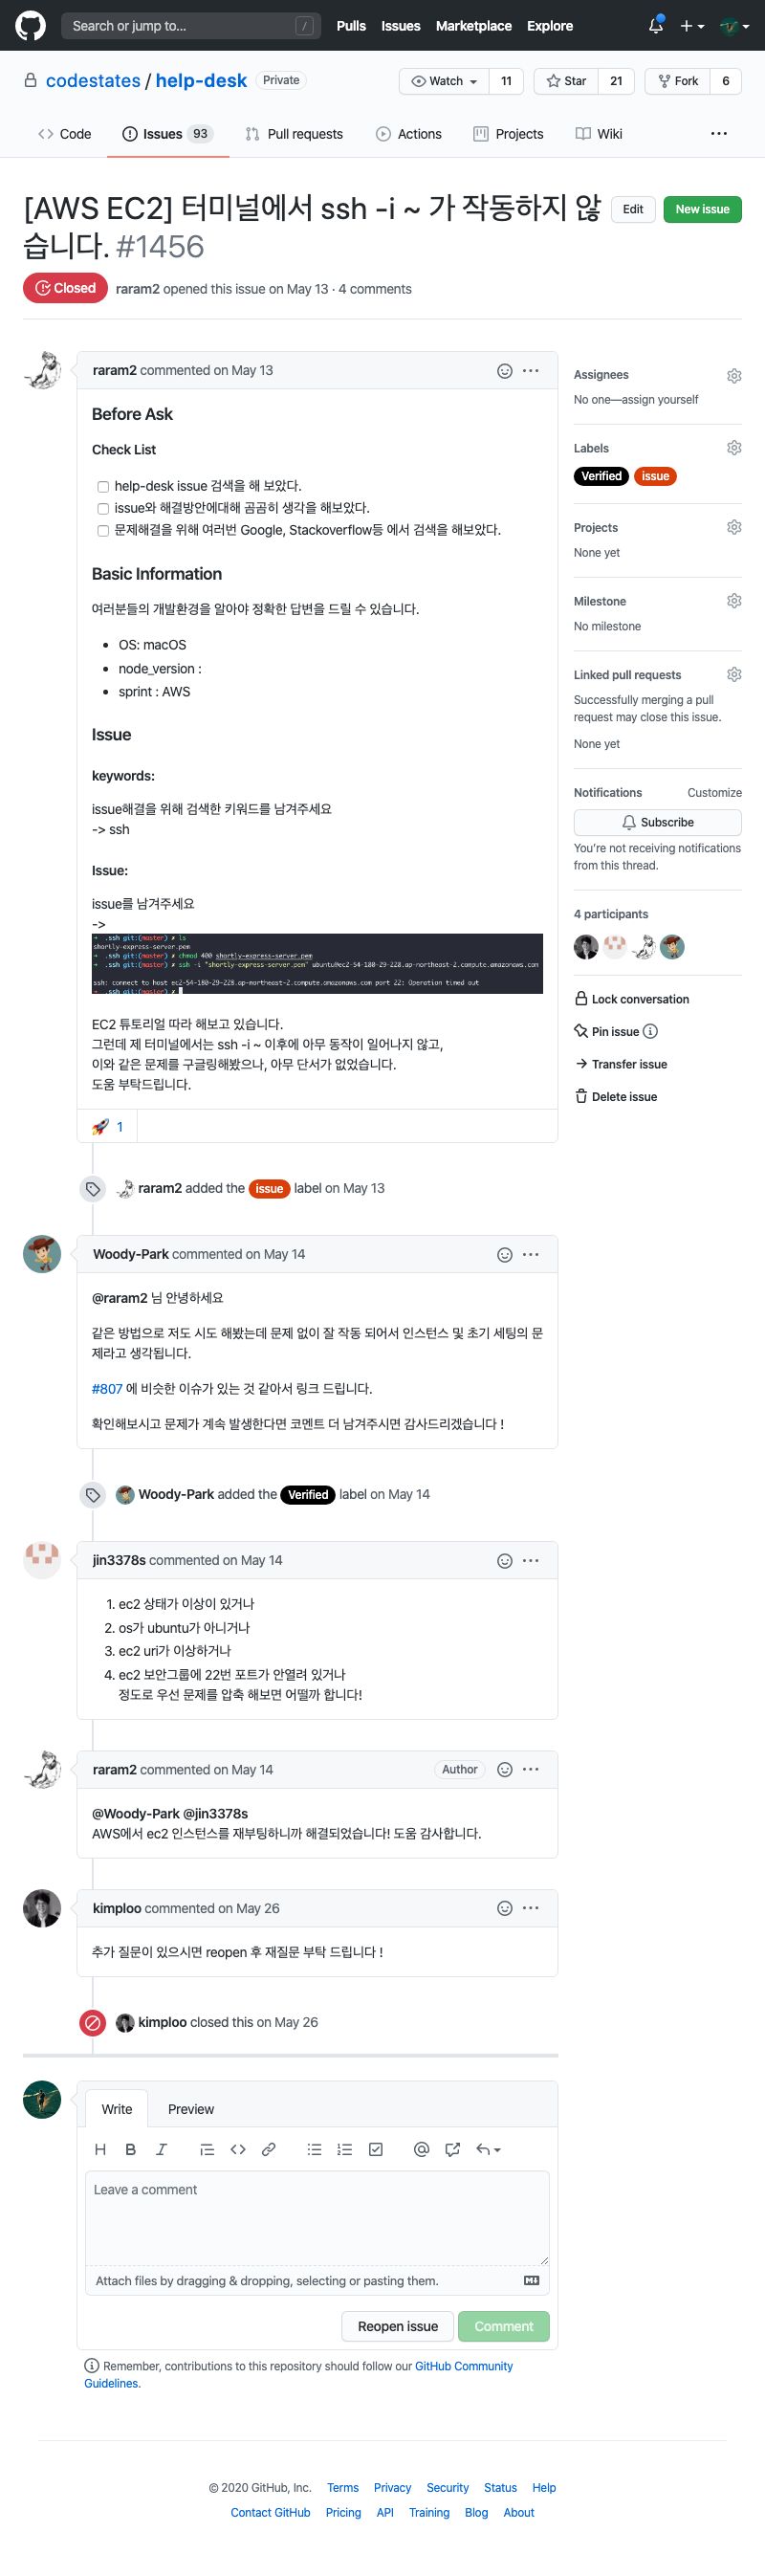 Search or jump to...
/
Pulls Issues Marketplace Explore
codestates / help-desk Private
Watch 11 Star 21 Fork 6
Code Issues 93 Pull requests Actions Projects Wiki
[AWS EC2] 터미널에서 ssh -i ~ 가 작동하지 않
습니다. #1456
Edit New issue
Closed raram2 opened this issue on May 13 · 4 comments
raram2 commented on May 13
Before Ask
Check List
help-desk issue 검색을 해 보았다.
issue와 해결방안에대해 곰곰히 생각을 해보았다.
문제해결을 위해 여러번 Google, Stackoverflow등 에서 검색을 해보았다.
Basic Information
여러분들의 개발환경을 알아야 정확한 답변을 드릴 수 있습니다.
OS: macOS
node_version :
sprint : AWS
Issue
keywords:
issue해결을 위해 검색한 키워드를 남겨주세요
-> ssh
Issue:
issue를 남겨주세요
->
→ .ssh git:(master) ✗ ls
shortly-express-server.pem
→ .ssh git:(master) ✗ chmod 400 shortly-express-server.pem
→ .ssh git:(master) ✗ ssh -i "shortly-express-server.pem" ubuntu@ec2-54-180-29-228.ap-northeast-2.compute.amazonaws.com
ssh: connect to host ec2-54-180-29-228.ap-northeast-2.compute.amazonaws.com port 22: Operation timed out
→ .ssh git:(master) ✗
EC2 튜토리얼 따라 해보고 있습니다.
그런데 제 터미널에서는 ssh -i ~ 이후에 아무 동작이 일어나지 않고,
이와 같은 문제를 구글링해봤으나, 아무 단서가 없었습니다.
도움 부탁드립니다.
🚀 1
raram2 added the issue label on May 13
Woody-Park commented on May 14
@raram2 님 안녕하세요
같은 방법으로 저도 시도 해봤는데 문제 없이 잘 작동 되어서 인스턴스 및 초기 세팅의 문
제라고 생각됩니다.
#807 에 비슷한 이슈가 있는 것 같아서 링크 드립니다.
확인해보시고 문제가 계속 발생한다면 코멘트 더 남겨주시면 감사드리겠습니다 !
Woody-Park added the Verified label on May 14
jin3378s commented on May 14
1. ec2 상태가 이상이 있거나
2. os가 ubuntu가 아니거나
3. ec2 uri가 이상하거나
4. ec2 보안그룹에 22번 포트가 안열려 있거나
정도로 우선 문제를 압축 해보면 어떨까 합니다!
raram2 commented on May 14 Author
@Woody-Park @jin3378s
AWS에서 ec2 인스턴스를 재부팅하니까 해결되었습니다! 도움 감사합니다.
kimploo commented on May 26
추가 질문이 있으시면 reopen 후 재질문 부탁 드립니다 !
kimploo closed this on May 26
Write Preview
Leave a comment
Attach files by dragging & dropping, selecting or pasting them.
Reopen issue Comment
Remember, contributions to this repository should follow our GitHub Community
Guidelines.
Assignees
No one—assign yourself
Labels
Verified issue
Projects
None yet
Milestone
No milestone
Linked pull requests
Successfully merging a pull
request may close this issue.
None yet
Notifications Customize
Subscribe
You're not receiving notifications
from this thread.
4 participants
Lock conversation
Pin issue
Transfer issue
Delete issue
© 2020 GitHub, Inc. Terms Privacy Security Status Help
Contact GitHub Pricing API Training Blog About